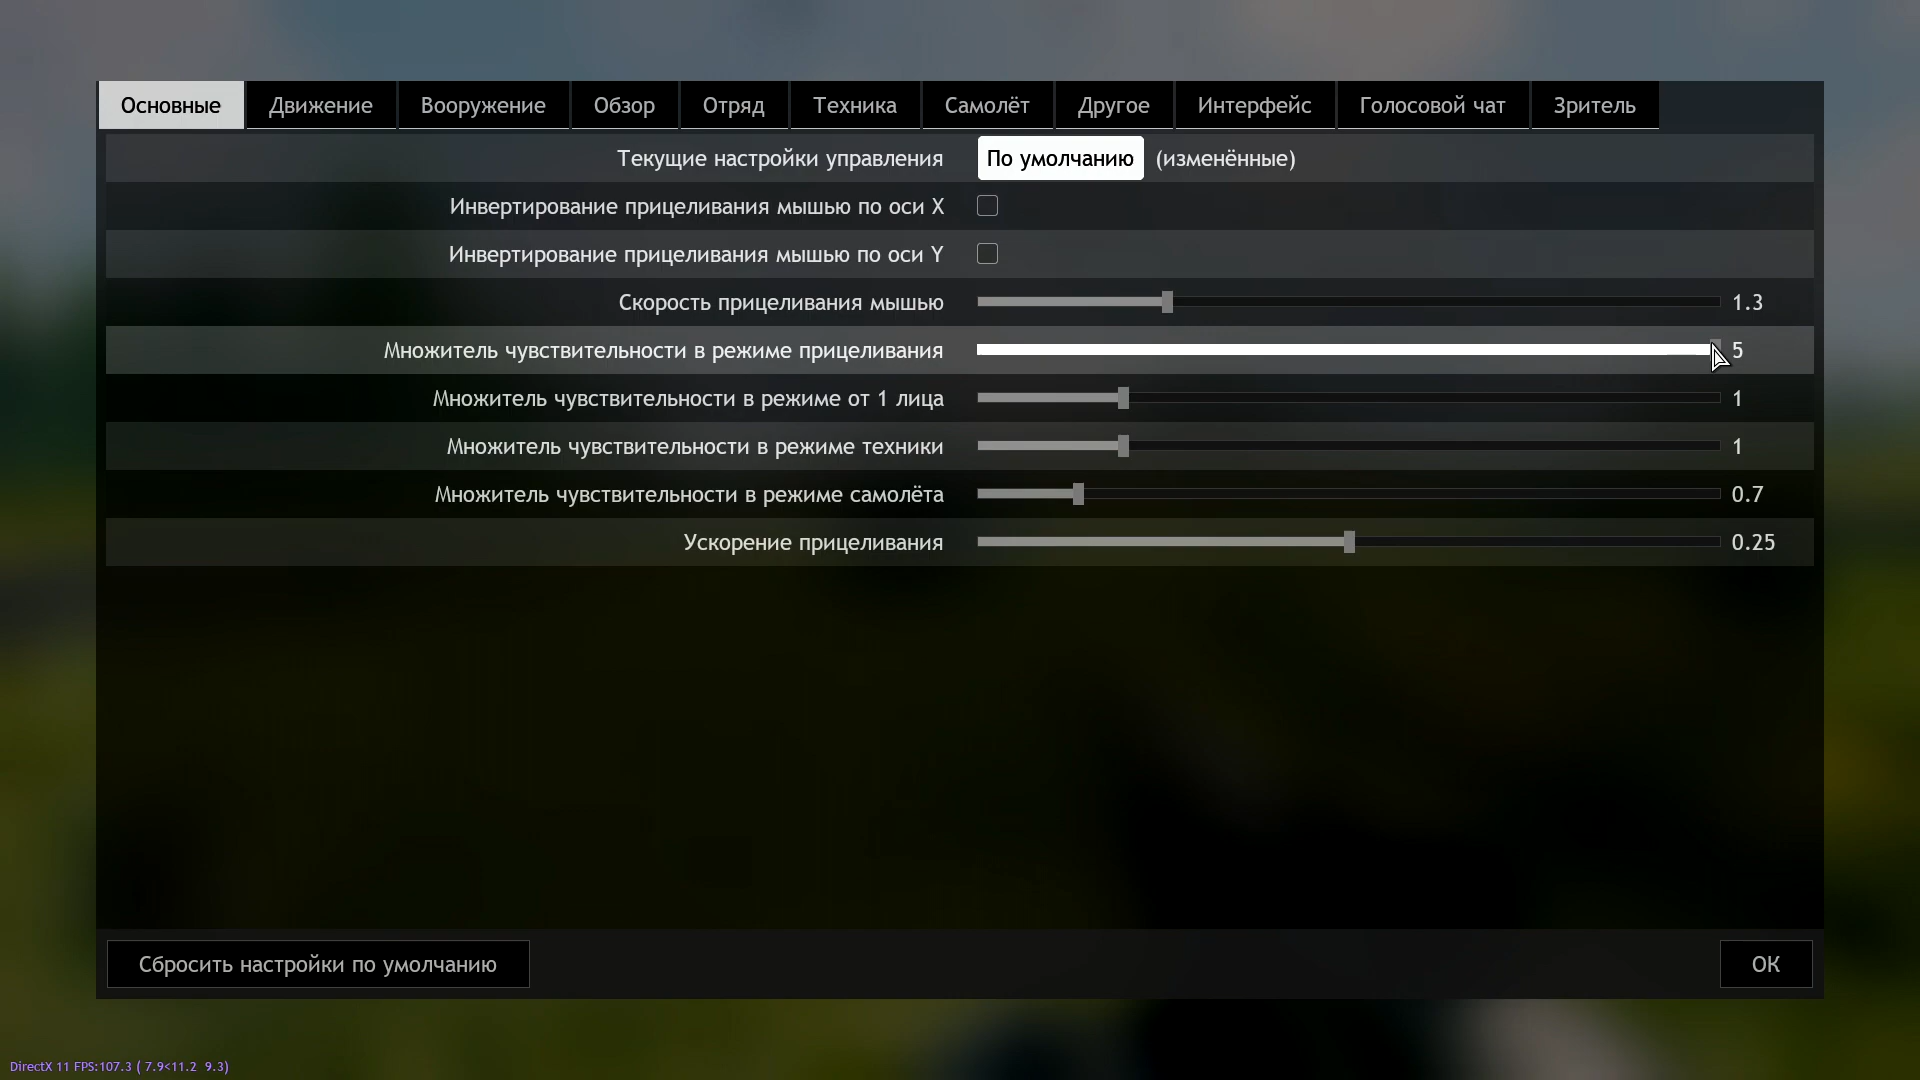 Основные Движение Вооружение Обзор Отряд Техника Самолёт Другое Интерфейс Голосовой чат Зритель
Текущие настройки управления По умолчанию (изменённые)
Инвертирование прицеливания мышью по оси X
Инвертирование прицеливания мышью по оси Y
Скорость прицеливания мышью 1.3
Множитель чувствительности в режиме прицеливания 5
Множитель чувствительности в режиме от 1 лица 1
Множитель чувствительности в режиме техники 1
Множитель чувствительности в режиме самолёта 0.7
Ускорение прицеливания 0.25
Сбросить настройки по умолчанию ОК
DirectX 11 FPS:107.3 ( 7.9<11.2 9.3)